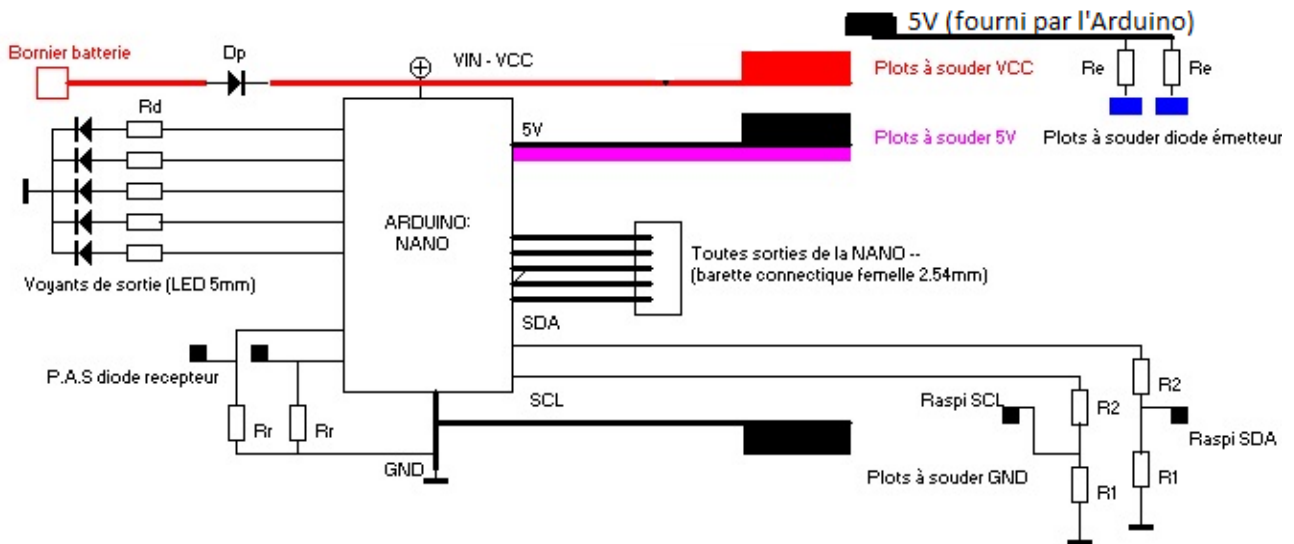 5V (fourni par l'Arduino)
Bornier batterie
Dp
VIN - VCC
Plots à souder VCC
Re
Re
Rd
5V
Plots à souder 5V
Plots à souder diode émetteur
ARDUINO:
NANO
Toutes sorties de la NANO --
(barette connectique femelle 2.54mm)
Voyants de sortie (LED 5mm)
SDA
P.A.S diode recepteur
SCL
Raspi SCL
R2
R2
Raspi SDA
Rr
Rr
GND
Plots à souder GND
R1
R1